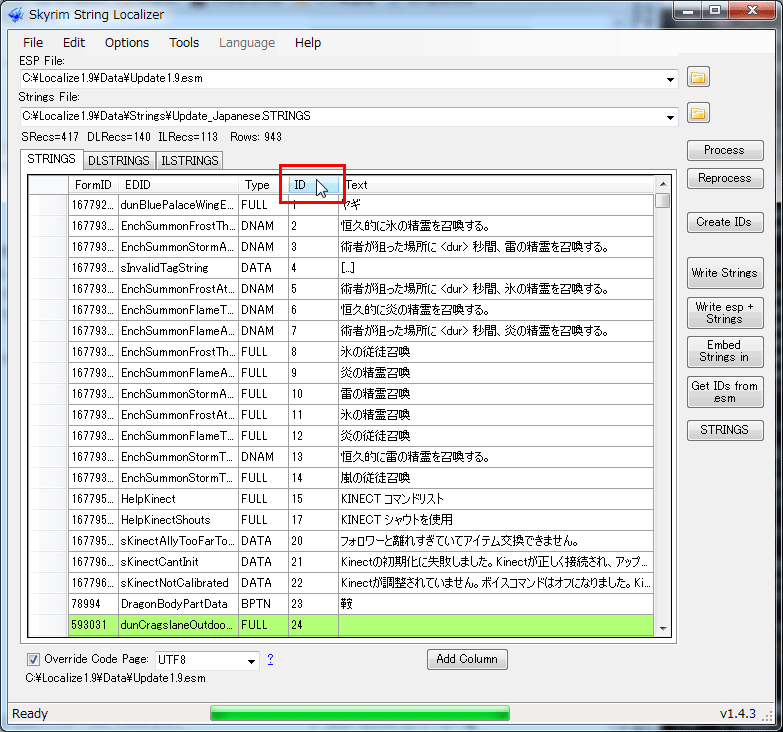 Skyrim String Localizer
File Edit Options Tools Language Help
ESP File:
C:¥Localize1.9¥Data¥Update1.9.esm
Strings File:
C:¥Localize1.9¥Data¥Strings¥Update_Japanese.STRINGS
SRecs=417 DLRecs=140 ILRecs=113 Rows: 943
STRINGS DLSTRINGS ILSTRINGS
FormID EDID Type ID Text
167792... dunBluePalaceWingE... FULL 1 ヤギ
167793... EnchSummonFrostTh... DNAM 2 恒久的に氷の精霊を召喚する。
167793... EnchSummonStormA... DNAM 3 術者が狙った場所に <dur> 秒間、雷の精霊を召喚する。
167793... sInvalidTagString DATA 4 [...]
167793... EnchSummonFrostAt... DNAM 5 術者が狙った場所に <dur> 秒間、氷の精霊を召喚する。
167793... EnchSummonFlameT... DNAM 6 恒久的に炎の精霊を召喚する。
167793... EnchSummonFlameA... DNAM 7 術者が狙った場所に <dur> 秒間、炎の精霊を召喚する。
167793... EnchSummonFrostTh... FULL 8 氷の従徒召喚
167793... EnchSummonFlameA... FULL 9 炎の精霊召喚
167793... EnchSummonStormA... FULL 10 雷の精霊召喚
167793... EnchSummonFrostAt... FULL 11 氷の精霊召喚
167793... EnchSummonFlameT... FULL 12 炎の従徒召喚
167793... EnchSummonStormT... DNAM 13 恒久的に雷の精霊を召喚する。
167793... EnchSummonStormT... FULL 14 嵐の従徒召喚
167795... HelpKinect FULL 15 KINECT コマンドリスト
167795... HelpKinectShouts FULL 17 KINECT シャウトを使用
167795... sKinectAllyTooFarTo... DATA 20 フォロワーと離れすぎていてアイテム交換できません。
167796... sKinectCantInit DATA 21 Kinectの初期化に失敗しました。Kinectが正しく接続され、アップ...
167796... sKinectNotCalibrated DATA 22 Kinectが調整されていません。ボイスコマンドはオフになりました。Ki...
78994 DragonBodyPartData BPTN 23 鞍
593031 dunCragslaneOutdoo... FULL 24
Process
Reprocess
Create IDs
Write Strings
Write esp +
Strings
Embed
Strings in
Get IDs from
.esm
STRINGS
Override Code Page: UTF8 ? Add Column
C:¥Localize1.9¥Data¥Update1.9.esm
Ready v1.4.3